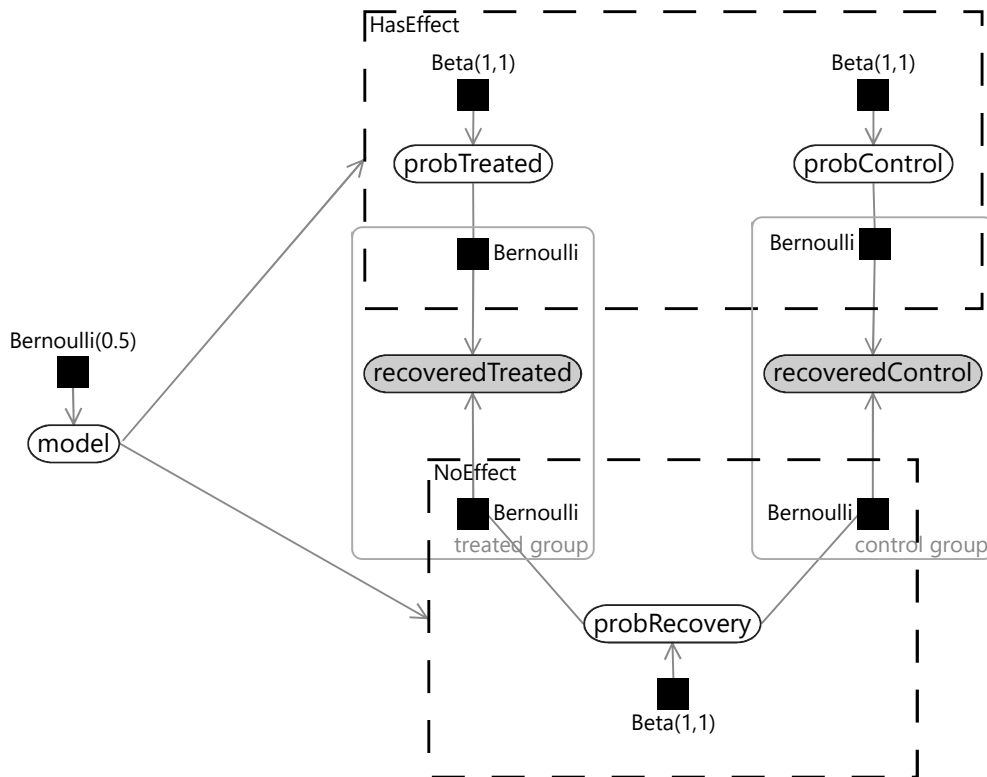 HasEffect
Beta(1,1)
Beta(1,1)
probTreated
probControl
Bernoulli
Bernoulli
Bernoulli(0.5)
recoveredTreated
recoveredControl
model
NoEffect
Bernoulli
Bernoulli
treated group
control group
probRecovery
Beta(1,1)